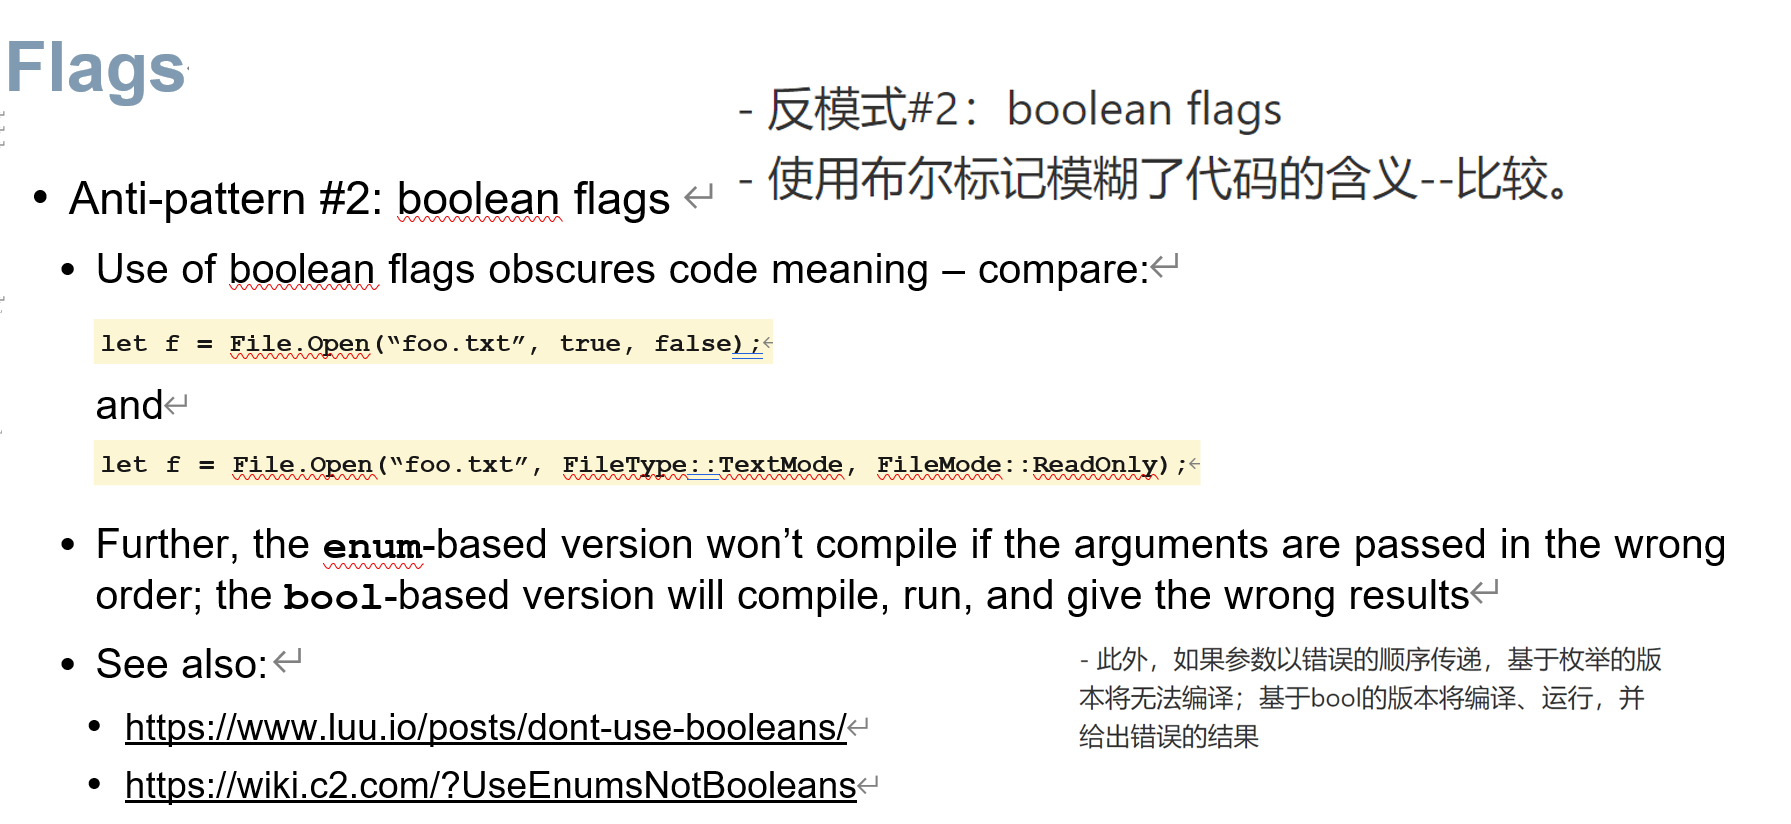 Flags
- 反模式#2：boolean flags
- 使用布尔标记模糊了代码的含义--比较。
• Anti-pattern #2: boolean flags ↵
• Use of boolean flags obscures code meaning – compare:↵
let f = File.Open(“foo.txt”, true, false);←
and↵
let f = File.Open(“foo.txt”, FileType::TextMode, FileMode::ReadOnly);←
• Further, the enum-based version won’t compile if the arguments are passed in the wrong
order; the bool-based version will compile, run, and give the wrong results↵
• See also:↵
- 此外，如果参数以错误的顺序传递，基于枚举的版
本将无法编译；基于bool的版本将编译、运行，并
给出错误的结果
• https://www.luu.io/posts/dont-use-booleans/↵
• https://wiki.c2.com/?UseEnumsNotBooleans↵